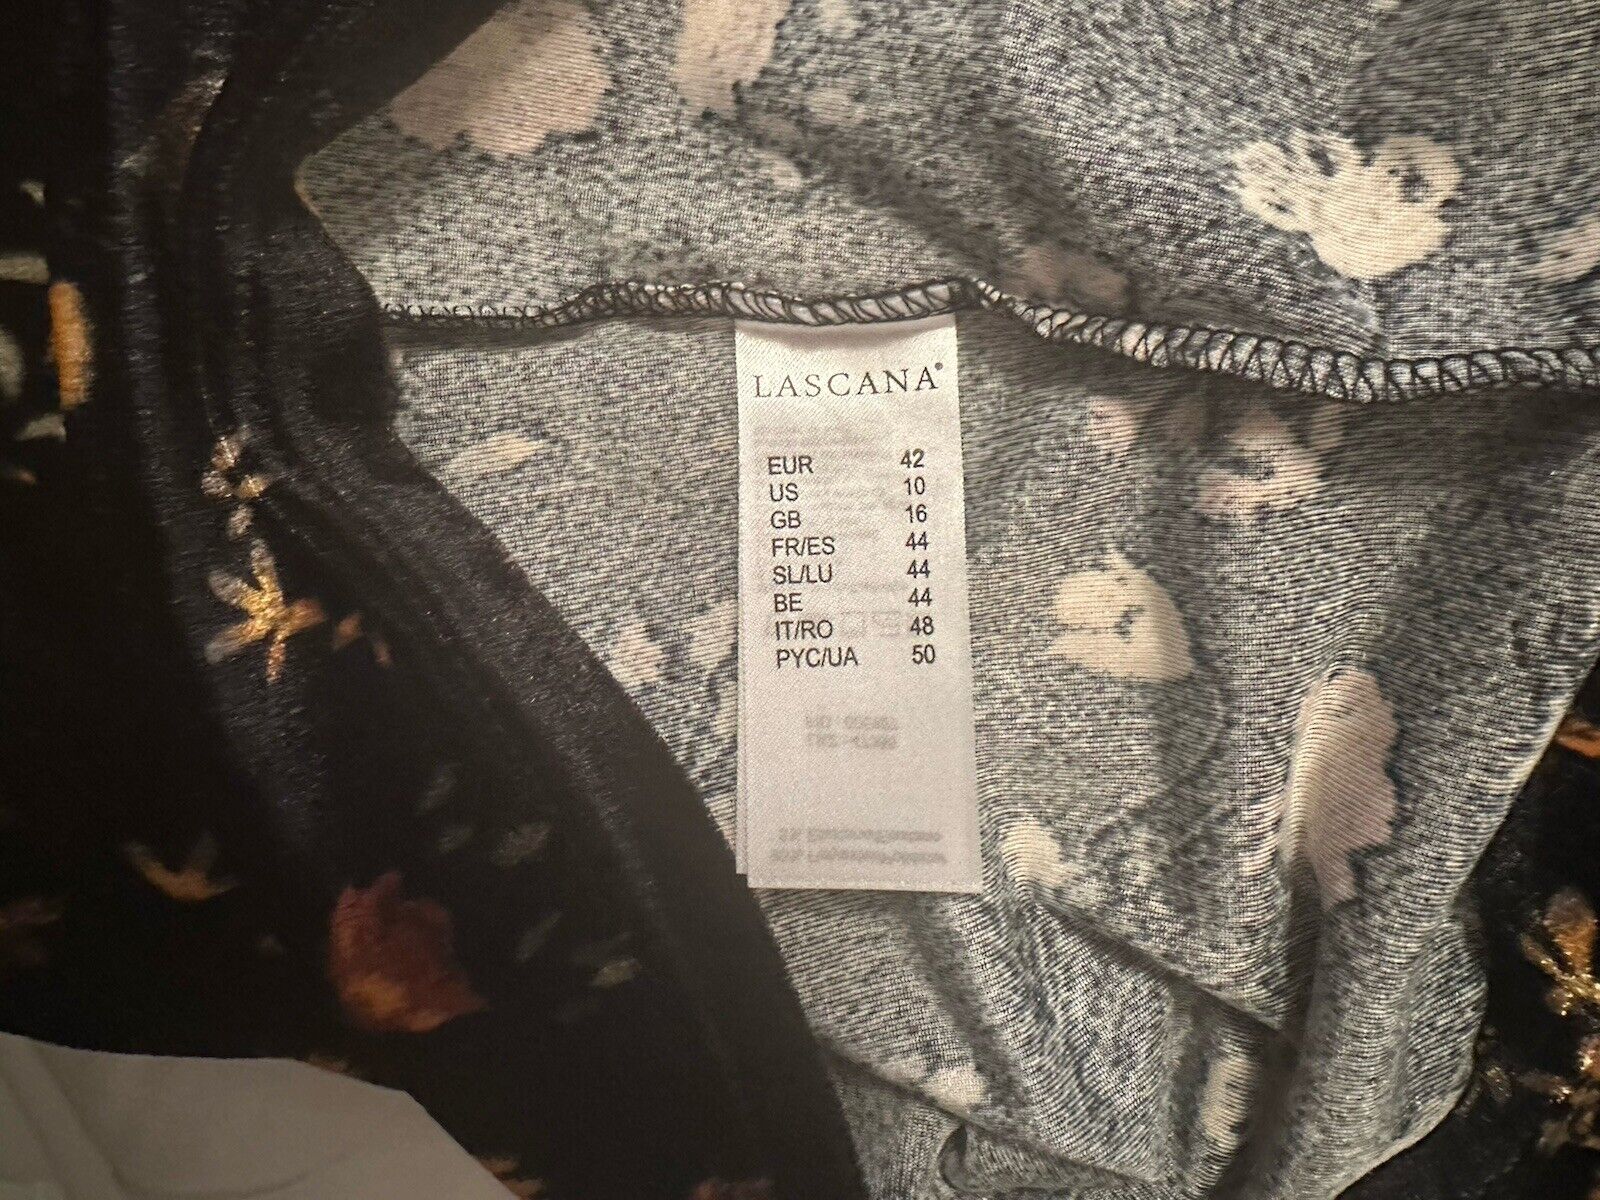 LASCANA®
EUR 42
US 10
GB 16
FR/ES 44
SL/LU 44
BE 44
IT/RO 48
PYC/UA 50